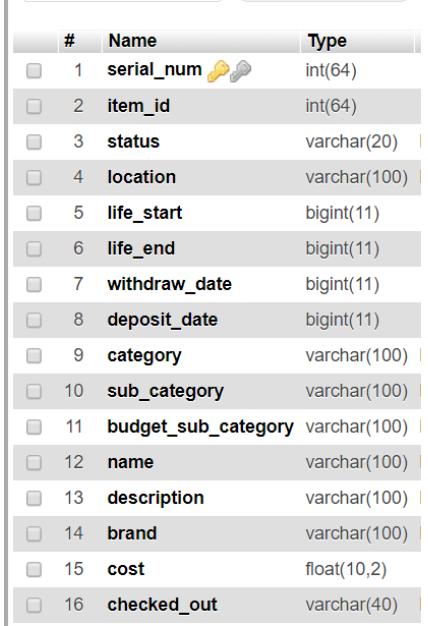 # Name Type
1 serial_num int(64)
2 item_id int(64)
3 status varchar(20)
4 location varchar(100)
5 life_start bigint(11)
6 life_end bigint(11)
7 withdraw_date bigint(11)
8 deposit_date bigint(11)
9 category varchar(100)
10 sub_category varchar(100)
11 budget_sub_category varchar(100)
12 name varchar(100)
13 description varchar(100)
14 brand varchar(100)
15 cost float(10,2)
16 checked_out varchar(40)